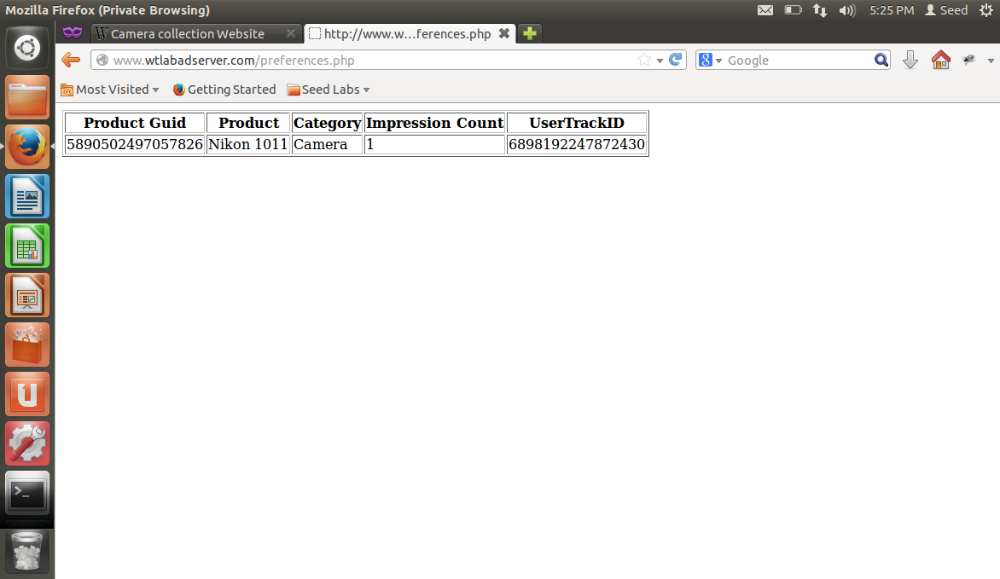 Mozilla Firefox (Private Browsing) 5:25 PM Seed
Camera collection Website http://www.w...ferences.php
www.wtlabadserver.com/preferences.php Google
Most Visited Getting Started Seed Labs
Product Guid Product Category Impression Count UserTrackID
5890502497057826 Nikon 1011 Camera 1 6898192247872430